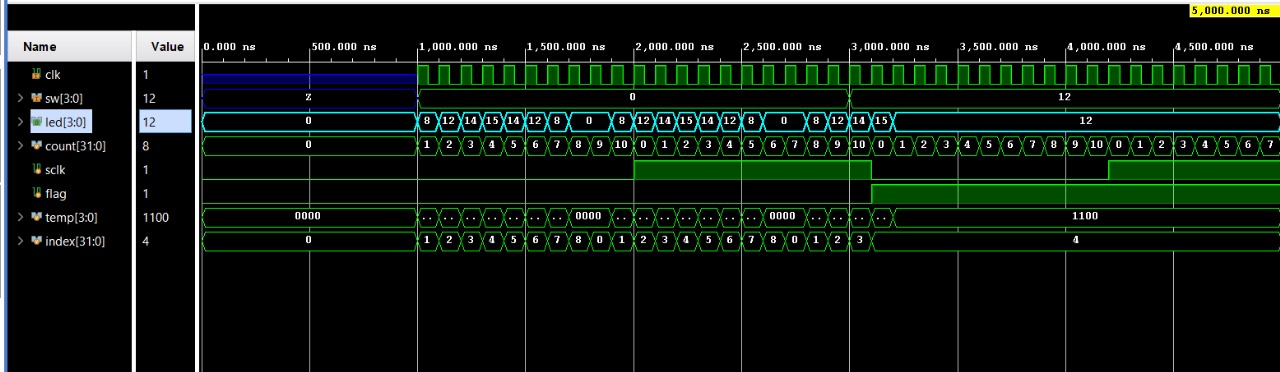 5,000.000 ns
Name Value 0.000 ns 500.000 ns 1,000.000 ns 1,500.000 ns 2,000.000 ns 2,500.000 ns 3,000.000 ns 3,500.000 ns 4,000.000 ns 4,500.000 ns
clk 1
sw[3:0] 12 Z 0 12
led[3:0] 12 0 8 12 14 15 14 12 8 0 8 12 14 15 14 12 8 0 8 12 14 15 12
count[31:0] 8 0 1 2 3 4 5 6 7 8 9 10 0 1 2 3 4 5 6 7 8 9 10 0 1 2 3 4 5 6 7 8 9 10 0 1 2 3 4 5 6 7
sclk 1
flag 1
temp[3:0] 1100 0000 .. .. .. .. .. .. .. 0000 .. .. .. .. .. .. .. 0000 .. .. .. .. 1100
index[31:0] 4 0 1 2 3 4 5 6 7 8 0 1 2 3 4 5 6 7 8 0 1 2 3 4